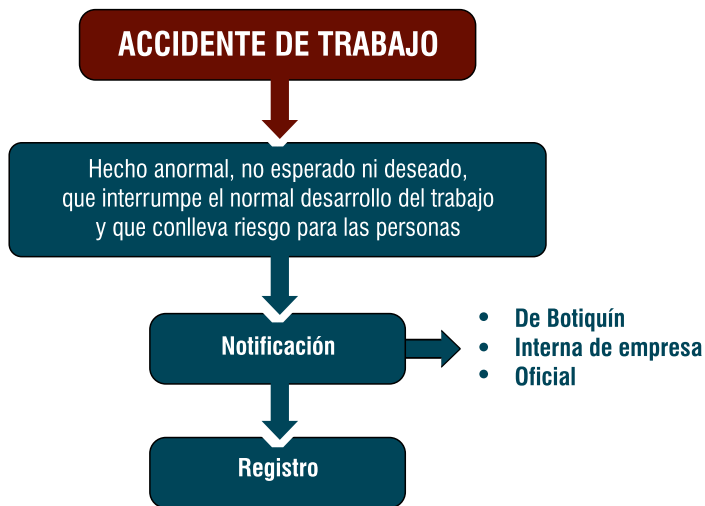 ACCIDENTE DE TRABAJO
Hecho anormal, no esperado ni deseado,
que interrumpe el normal desarrollo del trabajo
y que conlleva riesgo para las personas
Notificación
• De Botiquín
• Interna de empresa
• Oficial
Registro